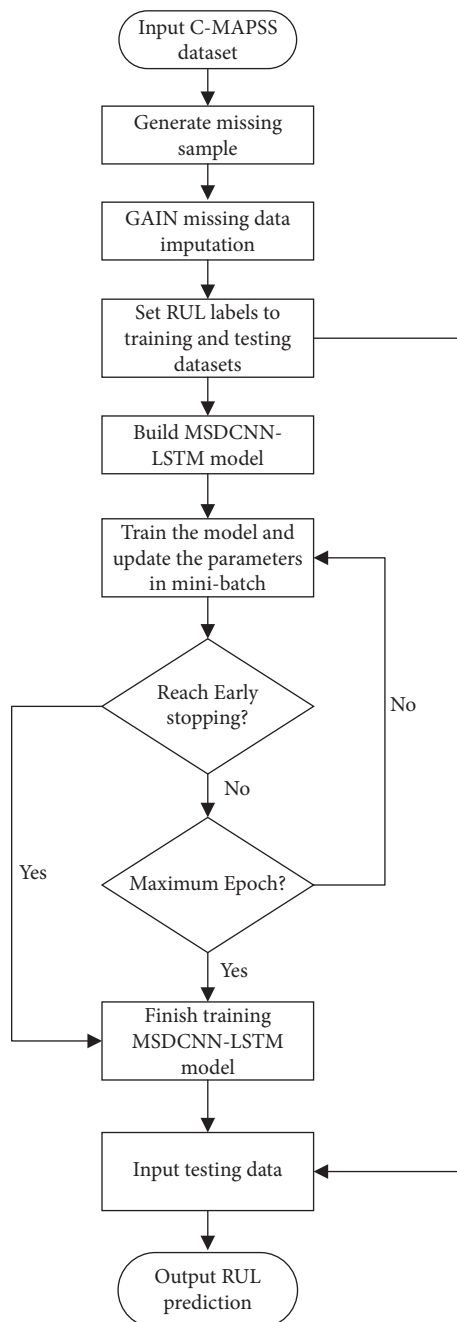 Input C-MAPSS
dataset
Generate missing
sample
GAIN missing data
imputation
Set RUL labels to
training and testing
datasets
Build MSDCNN-
LSTM model
Train the model and
update the parameters
in mini-batch
Reach Early
stopping?
No
No
Maximum Epoch?
Yes
Yes
Finish training
MSDCNN-LSTM
model
Input testing data
Output RUL
prediction